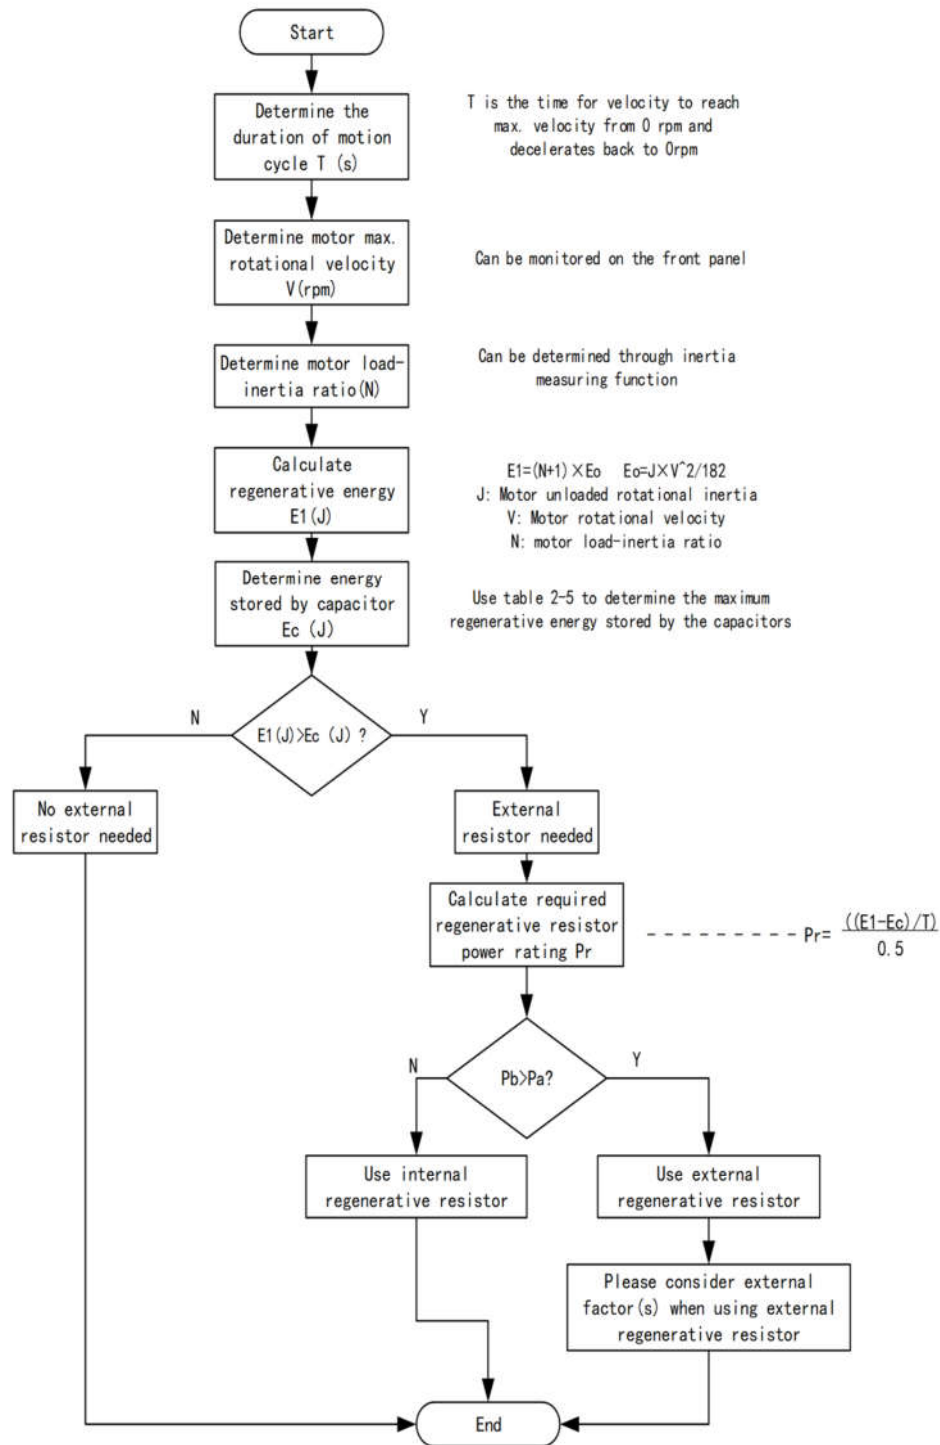 Start
Determine the
duration of motion
cycle T (s)
T is the time for velocity to reach
max. velocity from 0 rpm and
decelerates back to 0rpm
Determine motor max.
rotational velocity
V(rpm)
Can be monitored on the front panel
Determine motor load-
inertia ratio(N)
Can be determined through inertia
measuring function
Calculate
regenerative energy
E1(J)
E1=(N+1)×Eo Eo=J×V^2/182
J: Motor unloaded rotational inertia
V: Motor rotational velocity
N: motor load-inertia ratio
Determine energy
stored by capacitor
Ec (J)
Use table 2-5 to determine the maximum
regenerative energy stored by the capacitors
N
E1(J)>Ec (J) ?
Y
No external
resistor needed
External
resistor needed
Calculate required
regenerative resistor
power rating Pr
Pr= ((E1-Ec)/T)
0.5
N
Pb>Pa?
Y
Use internal
regenerative resistor
Use external
regenerative resistor
Please consider external
factor(s) when using external
regenerative resistor
End